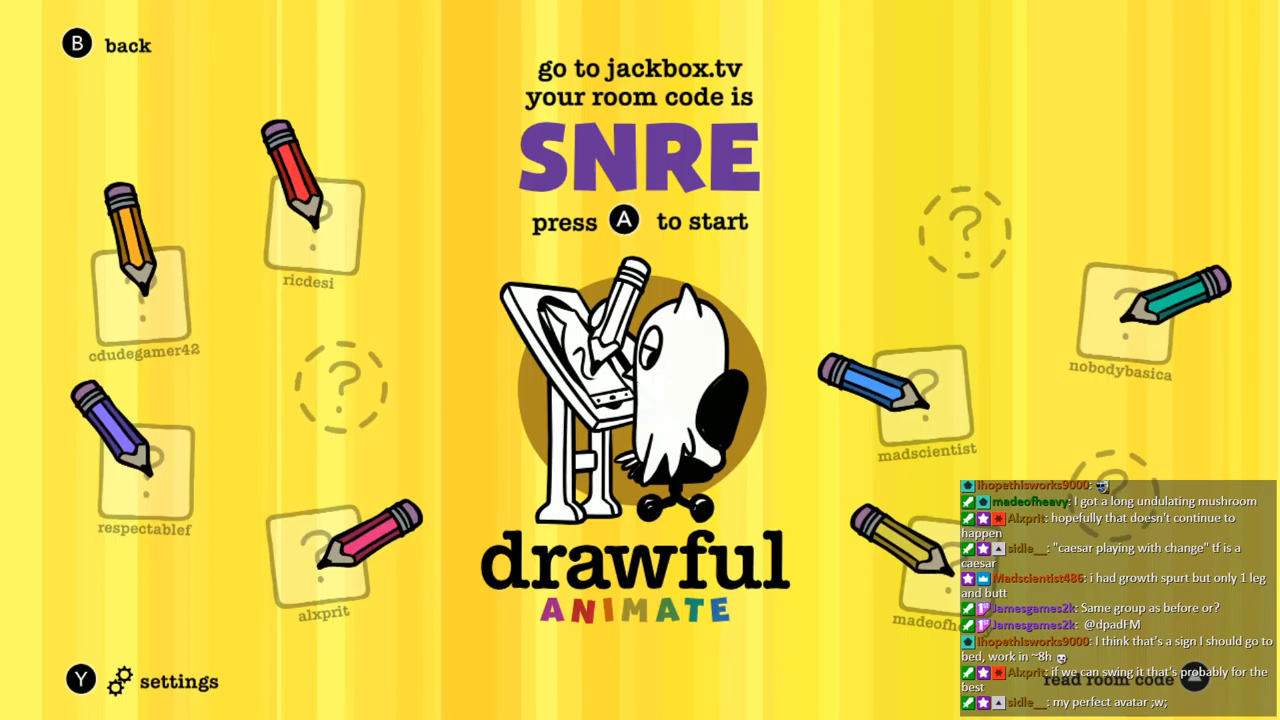 B back
go to jackbox.tv
your room code is
SNRE
press A to start
ricdesi
cdudegamer42
respectablef
alxprit
nobodybasica
madscientist
drawful
ANIMATE
Y settings
read room code
ihopethisworks9000:
madeofheavy: I got a long undulating mushroom
Alxprit: hopefully that doesn't continue to
happen
sidle__: "caesar playing with change" tf is a
caesar
Madscientist486: i had growth spurt but only 1 leg
and butt
Jamesgames2k: Same group as before or?
Jamesgames2k: @dpadFM
ihopethisworks9000: I think that's a sign I should go to
bed, work in ~8h
Alxprit: if we can swing it that's probably for the
best
sidle__: my perfect avatar ;w;